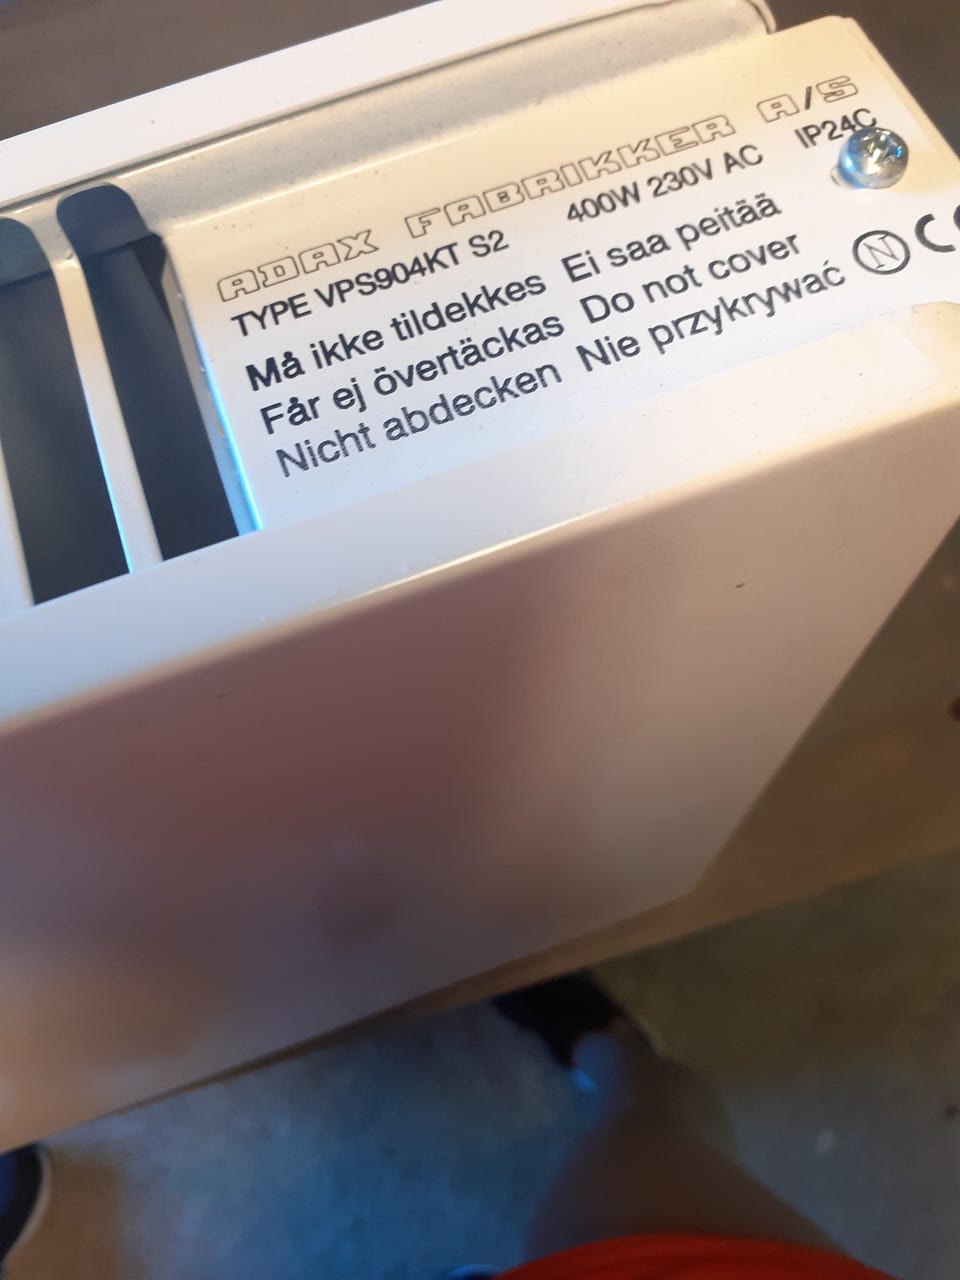 ADAX FABRIKKER A/S
TYPE VPS904KT S2 400W 230V AC IP24C
Må ikke tildekkes Ei saa peitää
Får ej övertäckas Do not cover
Nicht abdecken Nie przykrywać N CE